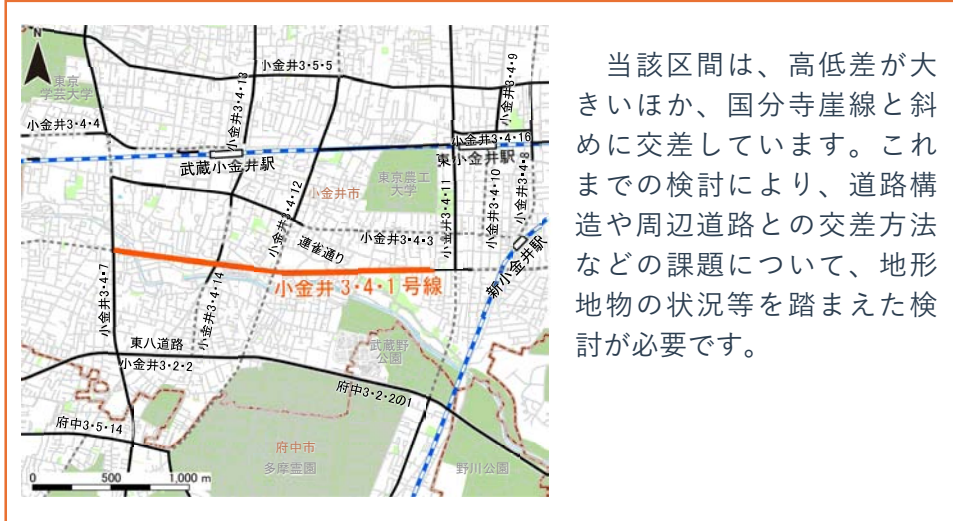 N
小金井3・5・5
小金井3・4・9
東京
学芸大学
小金井3・4・13
小金井3・4・4
小金井3・4・16
武蔵小金井駅
東小金井駅
小金井3・4・8
小金井3・4・12
小金井市
東京農工
大学
小金井3・4・11
小金井3・4・10
連雀通り
小金井3・4・3
新小金井駅
小金井3・4・7
小金井3・4・14
小金井3・4・1号線
東八道路
小金井3・2・2
武蔵野
公園
府中3・2・2の1
府中3・5・14
府中市
多摩霊園
野川公園
0 500 1,000 m
当該区間は、高低差が大
きいほか、国分寺崖線と斜
めに交差しています。これ
までの検討により、道路構
造や周辺道路との交差方法
などの課題について、地形
地物の状況等を踏まえた検
討が必要です。